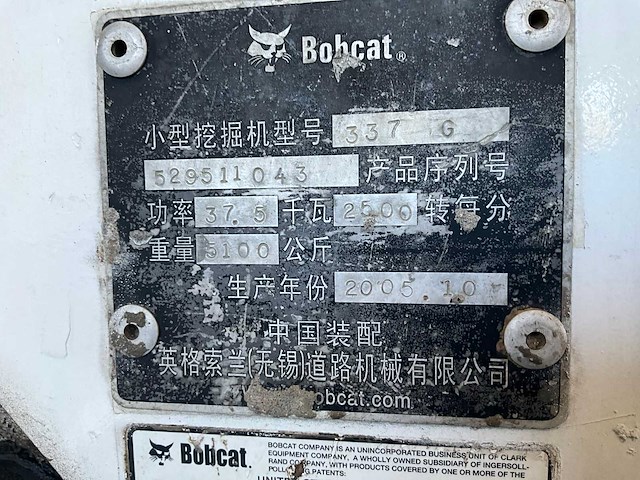 Bobcat®
小型挖掘机型号 337 G
529511043 产品序列号
功率 37.5 千瓦 2500 转每分
重量 5100 公斤
生产年份 2005.10
中国装配
英格索兰(无锡)道路机械有限公司
obcat.com
Bobcat.
BOBCAT COMPANY IS AN UNINCORPORATED BUSINESS UNIT OF CLARK
EQUIPMENT COMPANY, A WHOLLY OWNED SUBSIDIARY OF INGERSOLL-
RAND COMPANY, WITH PRODUCTS COVERED BY ONE OR MORE OF THE
PATENTS: